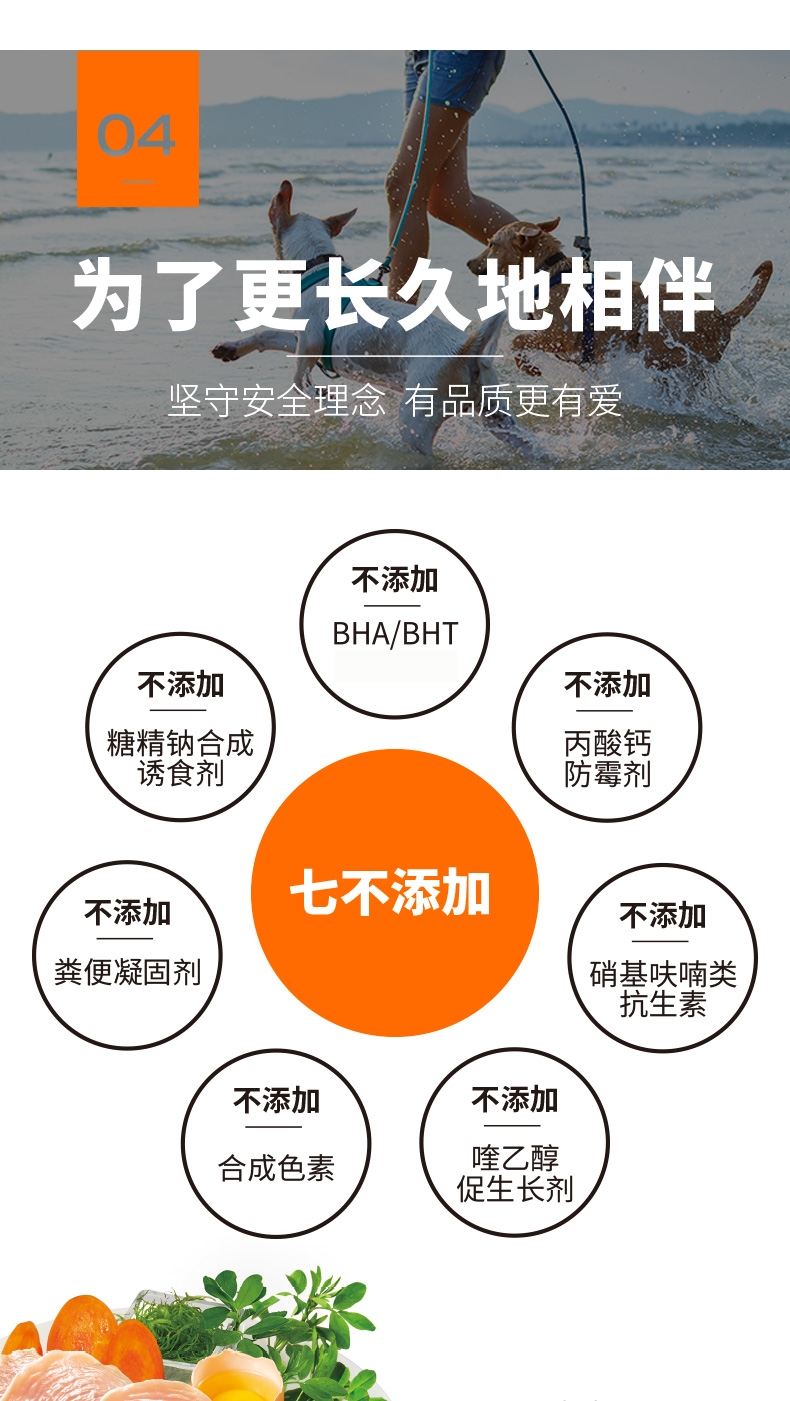 04
为了更长久地相伴
坚守安全理念 有品质更有爱
不添加
BHA/BHT
不添加
糖精钠合成
诱食剂
不添加
丙酸钙
防霉剂
七不添加
不添加
粪便凝固剂
不添加
硝基呋喃类
抗生素
不添加
合成色素
不添加
喹乙醇
促生长剂